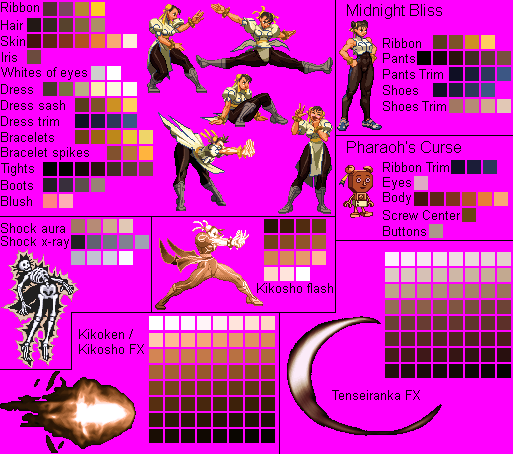 Ribbon
Hair
Skin
Iris
Whites of eyes
Dress
Dress sash
Dress trim
Bracelets
Bracelet spikes
Tights
Boots
Blush
Midnight Bliss
Ribbon
Pants
Pants Trim
Shoes
Shoes Trim
Pharaoh's Curse
Ribbon Trim
Eyes
Body
Screw Center
Buttons
Shock aura
Shock x-ray
Kikosho flash
Kikoken /
Kikosho FX
Tenseiranka FX